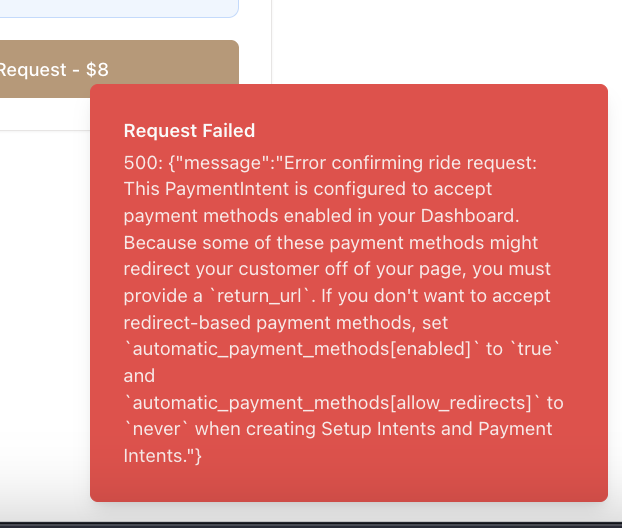 Request - $8
Request Failed
500: {"message":"Error confirming ride request:
This PaymentIntent is configured to accept
payment methods enabled in your Dashboard.
Because some of these payment methods might
redirect your customer off of your page, you must
provide a `return_url`. If you don't want to accept
redirect-based payment methods, set
`automatic_payment_methods[enabled]` to `true`
and
`automatic_payment_methods[allow_redirects]` to
`never` when creating Setup Intents and Payment
Intents."}